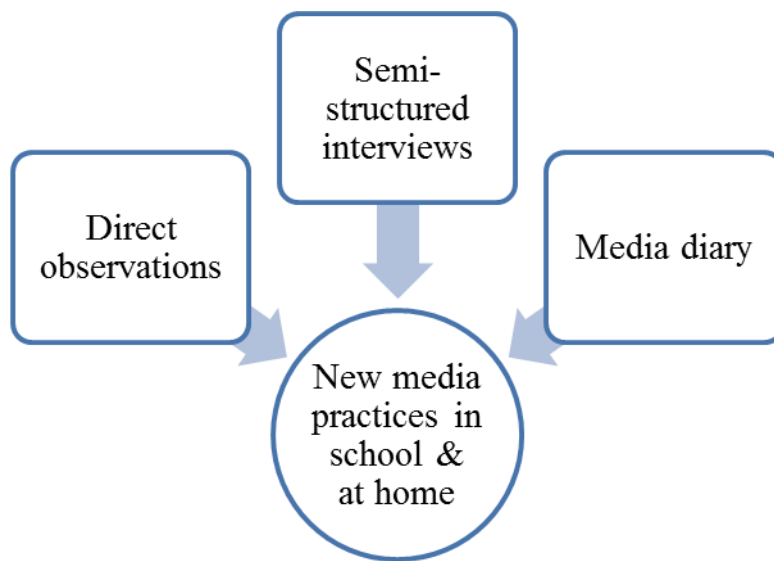 Semi-
structured
interviews
Direct
observations
Media diary
New media
practices in
school &
at home